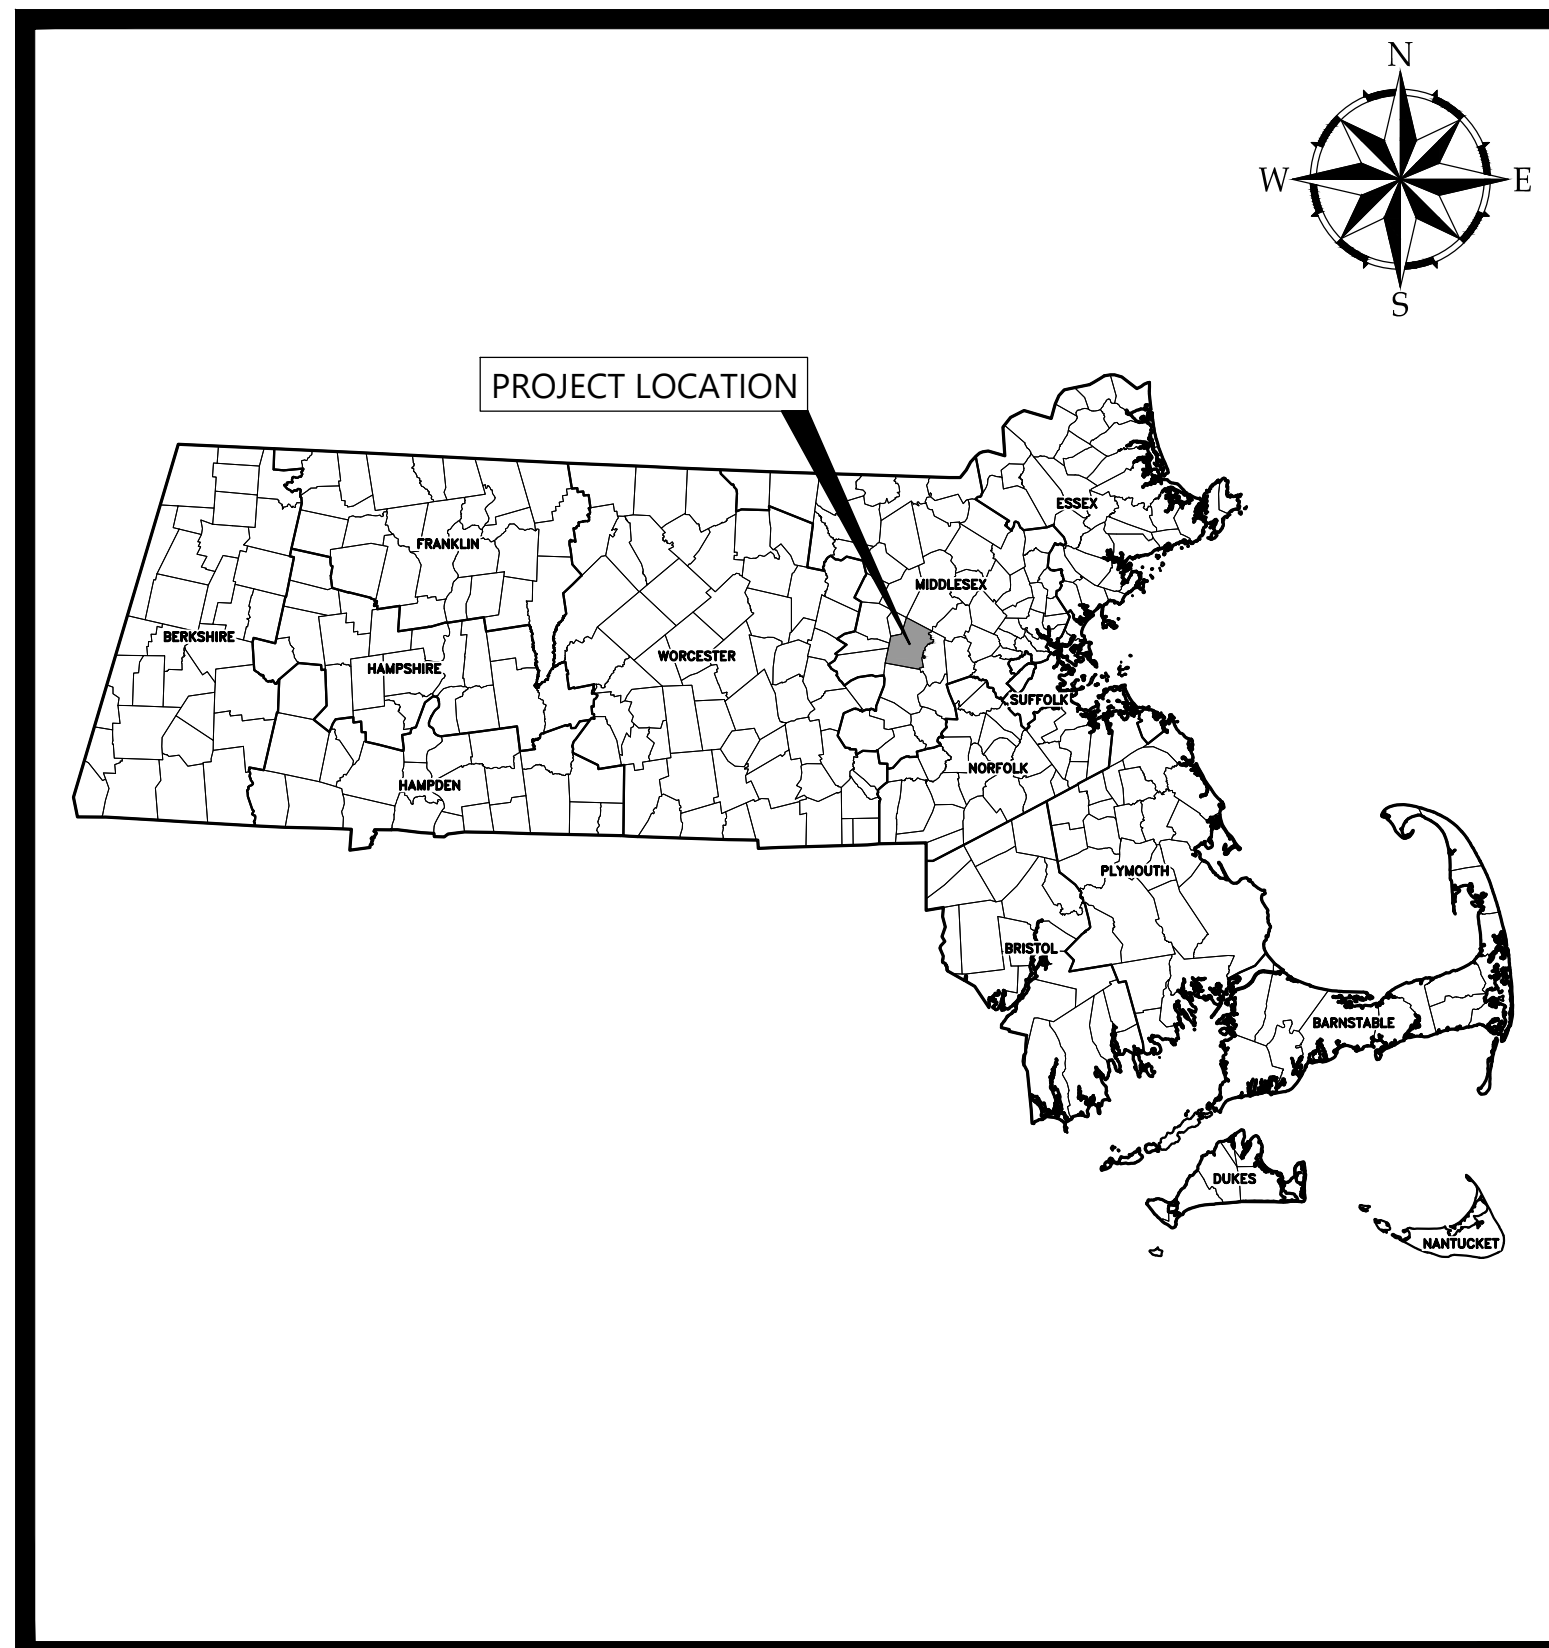 N
W
E
S
PROJECT LOCATION
ESSEX
FRANKLIN
MIDDLESEX
BERKSHIRE
WORCESTER
HAMPSHIRE
SUFFOLK
NORFOLK
HAMPDEN
PLYMOUTH
BRISTOL
BARNSTABLE
DUKES
NANTUCKET